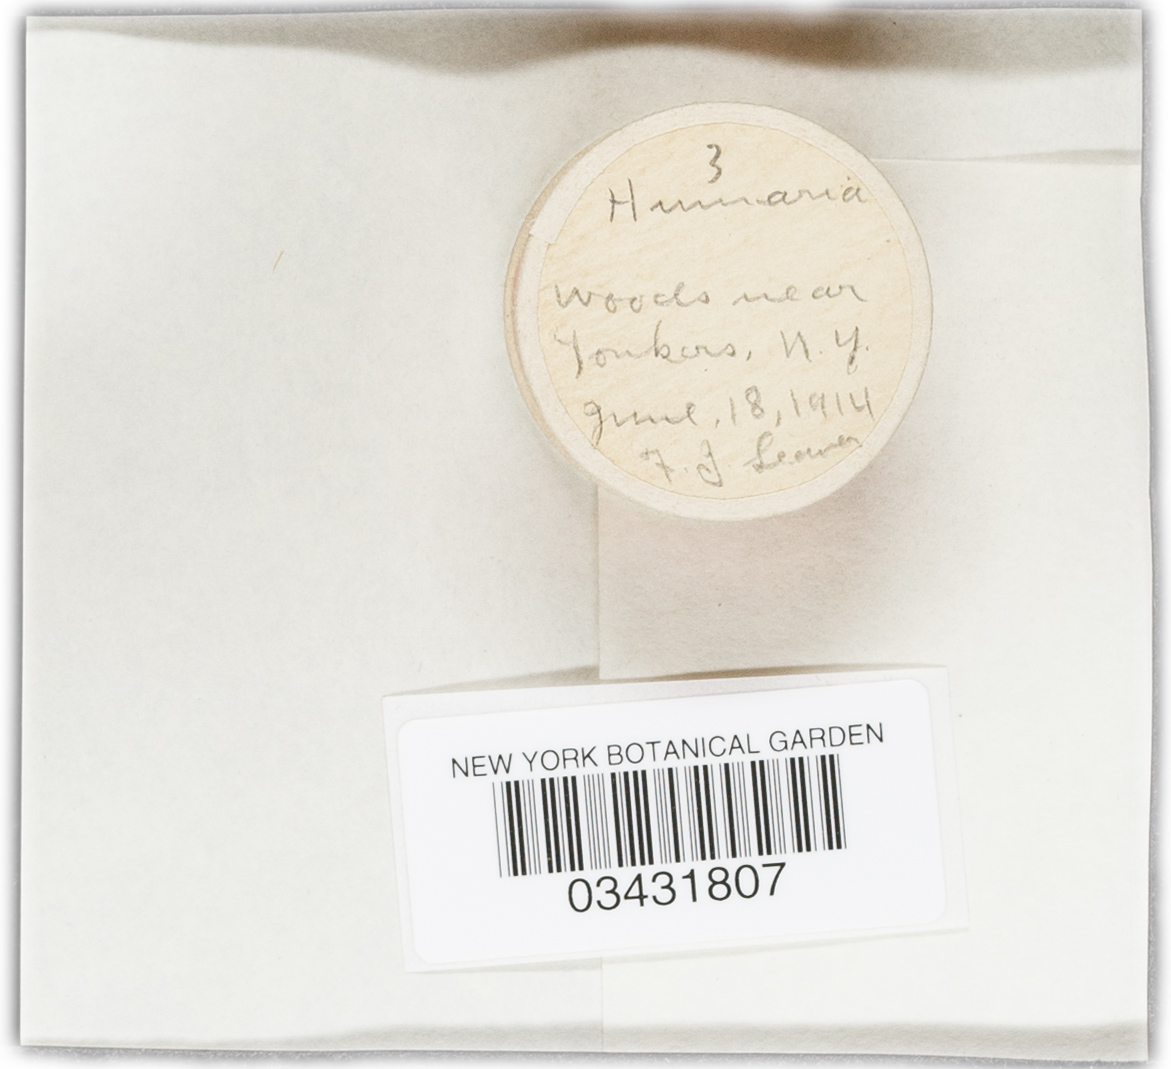 3
Humaria
Woods near
Yonkers, N.Y.
June, 18, 1914
F. J. Seaver
NEW YORK BOTANICAL GARDEN
03431807